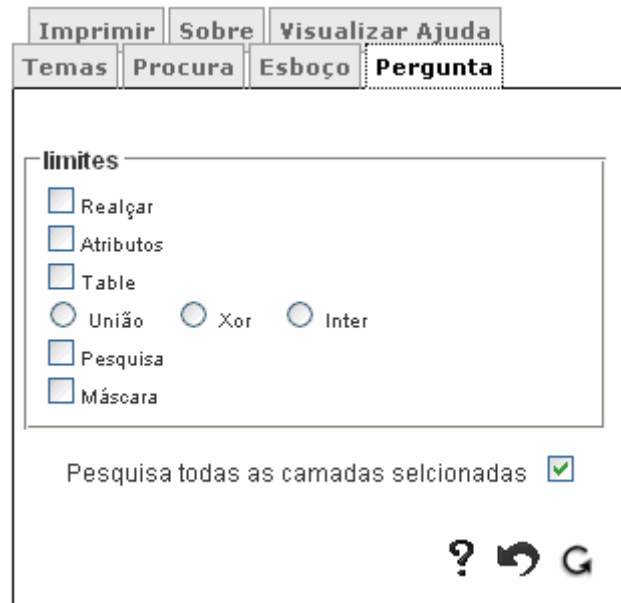 Imprimir Sobre Visualizar Ajuda
Temas Procura Esboço Pergunta
limites
Realçar
Atributos
Table
União Xor Inter
Pesquisa
Máscara
Pesquisa todas as camadas selcionadas
?